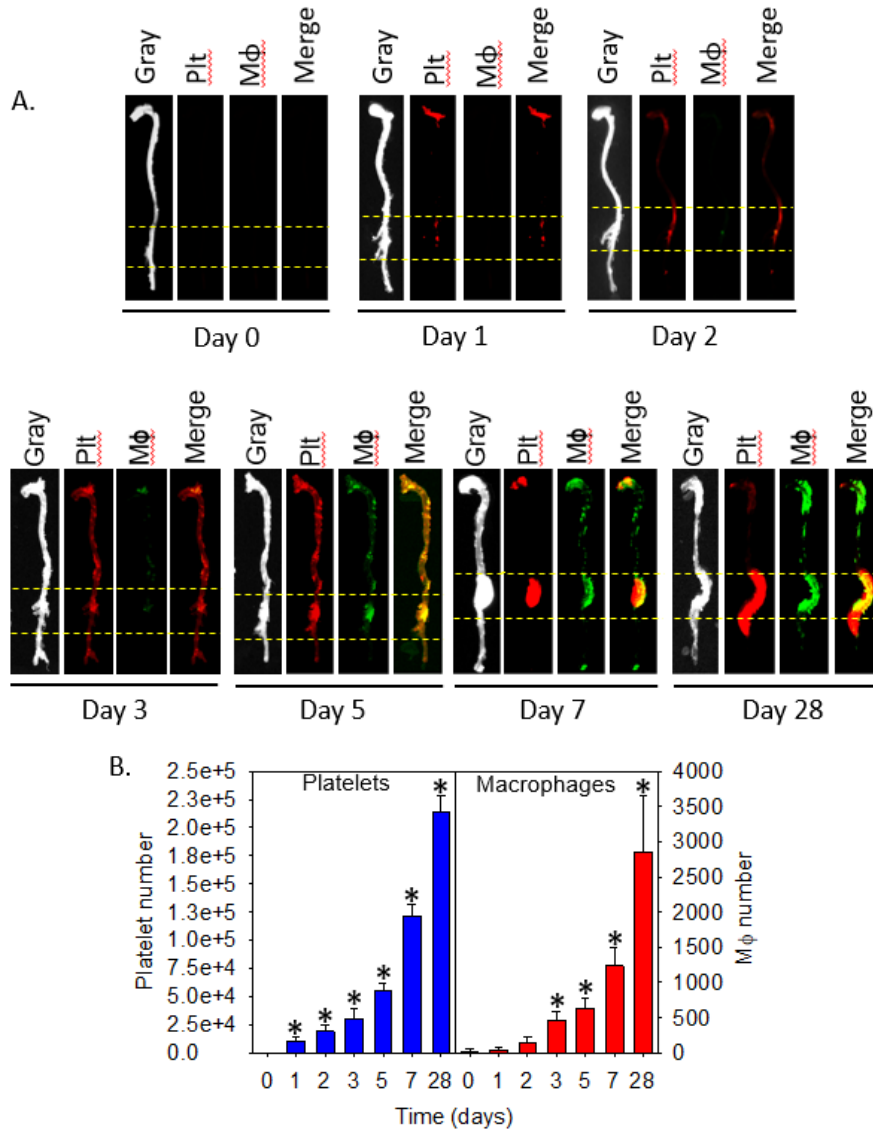 A.
Gray Plt Mϕ Merge Gray Plt Mϕ Merge Gray Plt Mϕ Merge
Day 0 Day 1 Day 2
Gray Plt Mϕ Merge Gray Plt Mϕ Merge Gray Plt Mϕ Merge Gray Plt Mϕ Merge
Day 3 Day 5 Day 7 Day 28
B.
Platelets Macrophages
Platelet number
2.5e+5
2.3e+5
2.0e+5
1.8e+5
1.5e+5
1.3e+5
1.0e+5
7.5e+4
5.0e+4
2.5e+4
0.0
* * * * * *
* * * *
4000
3500
3000
2500
2000
1500
1000
500
0
Mϕ number
0 1 2 3 5 7 28 0 1 2 3 5 7 28
Time (days)